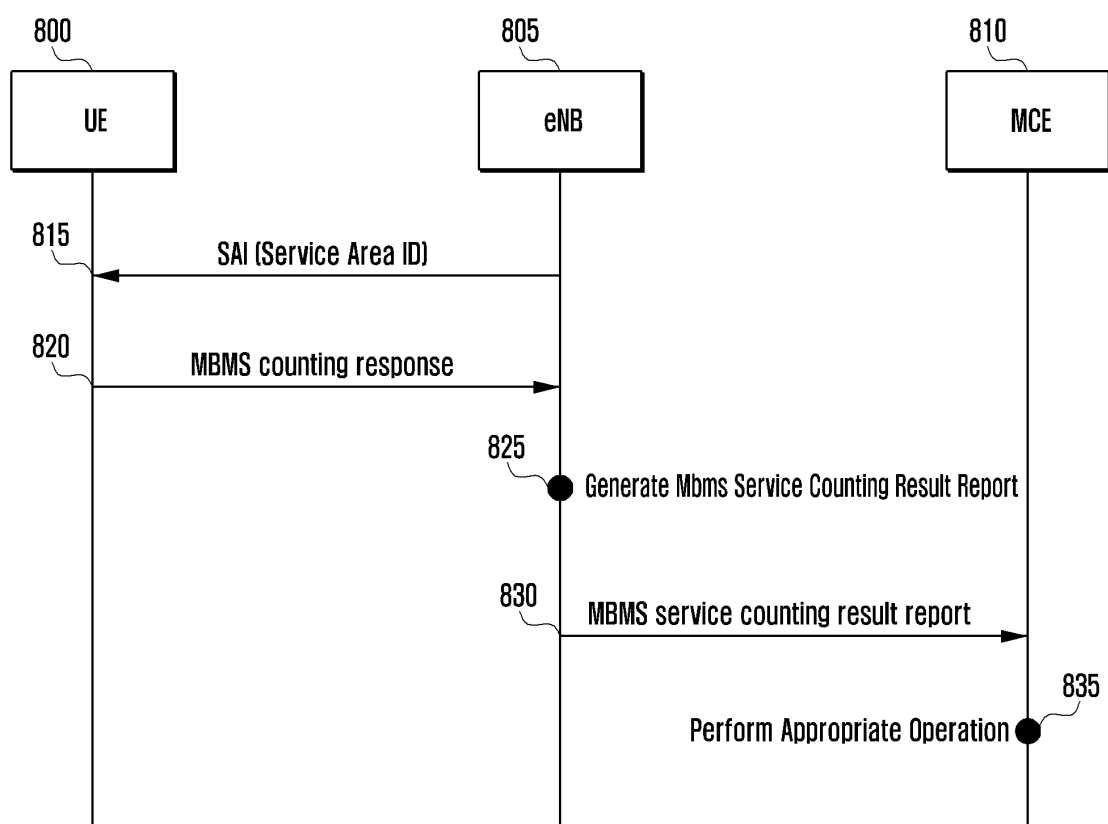 800
805
810
UE
eNB
MCE
815
SAI (Service Area ID)
820
MBMS counting response
825
Generate Mbms Service Counting Result Report
830
MBMS service counting result report
835
Perform Appropriate Operation